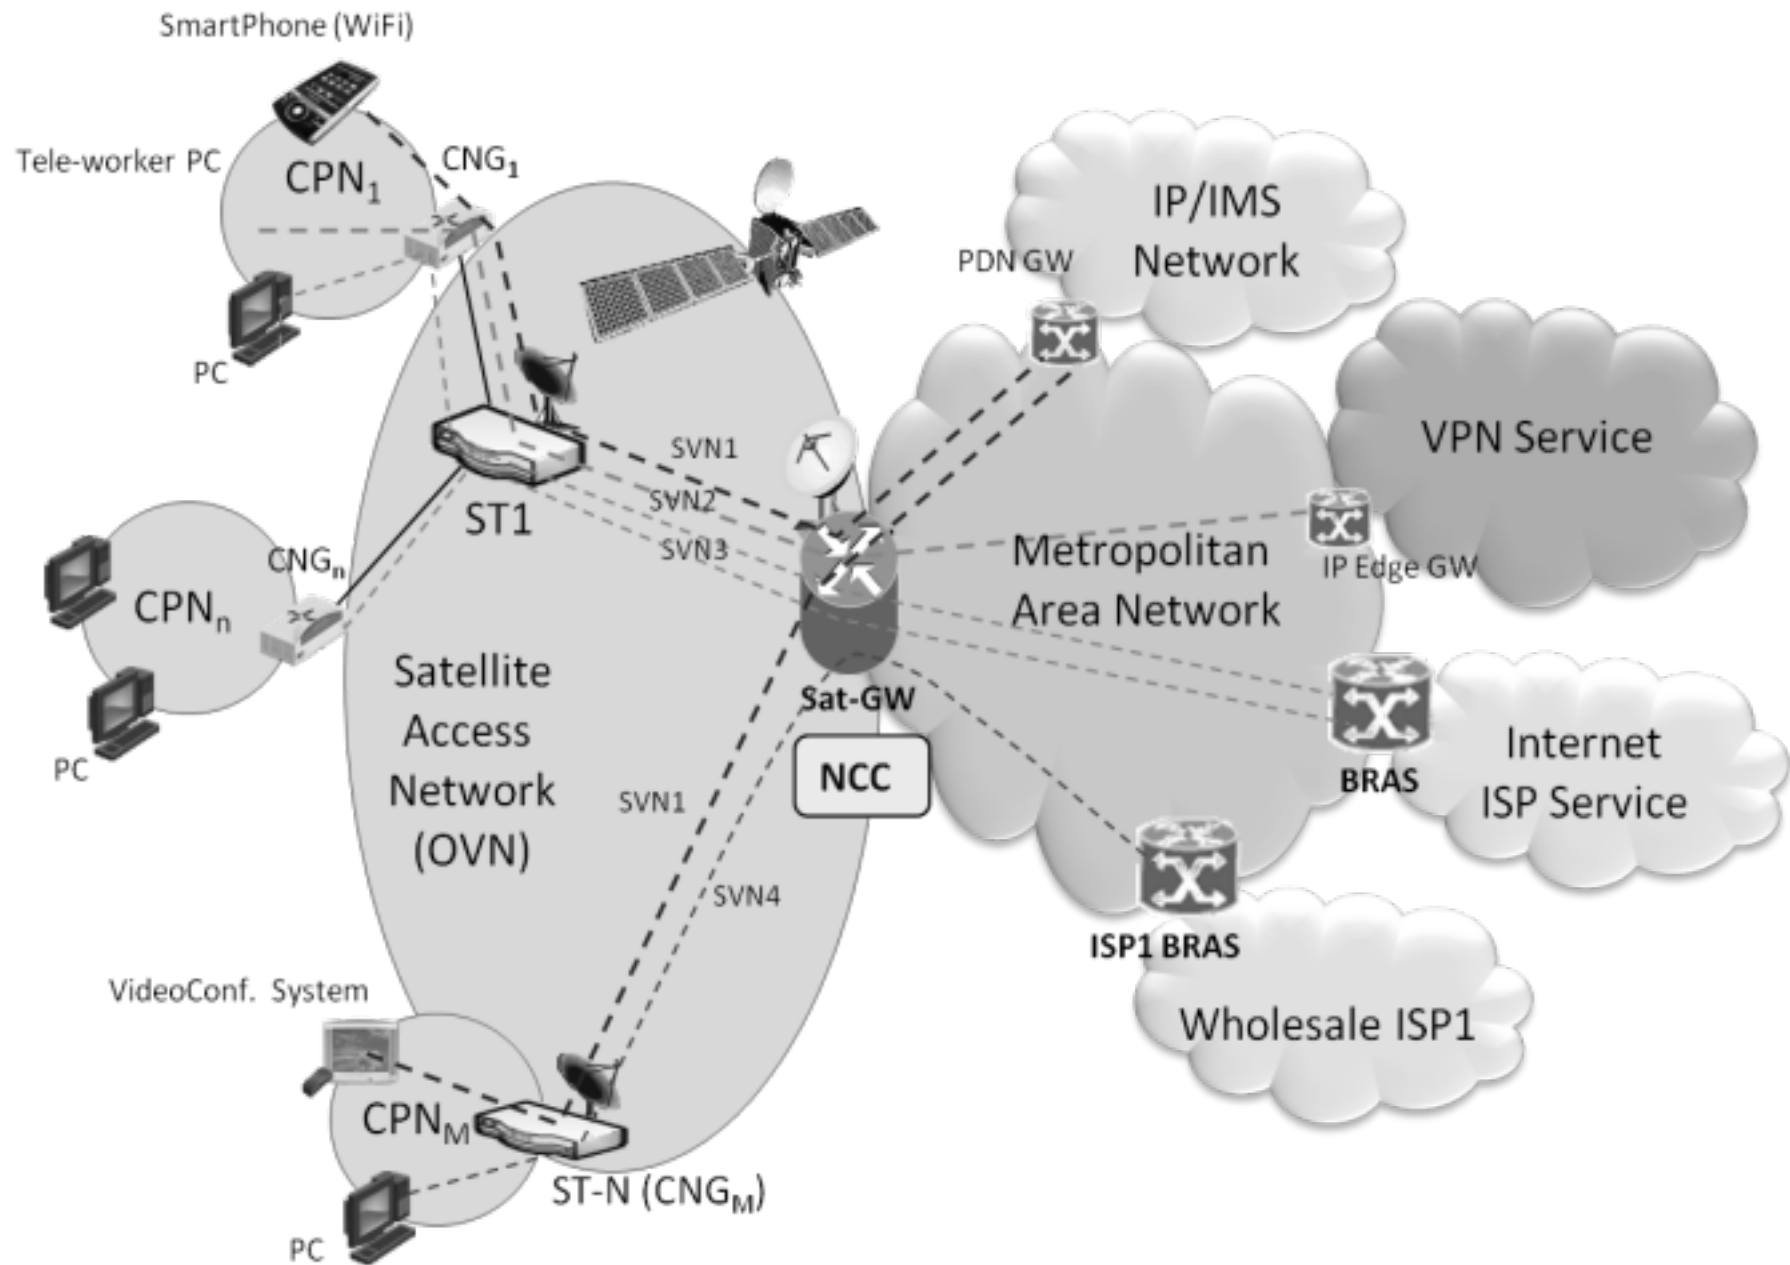 SmartPhone (WiFi)
Tele-worker PC
CPN1
CNG1
PC
IP/IMS
Network
PDN GW
VPN Service
SVN1
SVN2
SVN3
ST1
CNGn
CPNn
PC
Metropolitan
Area Network
IP Edge GW
Satellite
Access
Network
(OVN)
Sat-GW
NCC
SVN1
SVN4
BRAS
Internet
ISP Service
ISP1 BRAS
Wholesale ISP1
VideoConf. System
CPNM
ST-N (CNGM)
PC